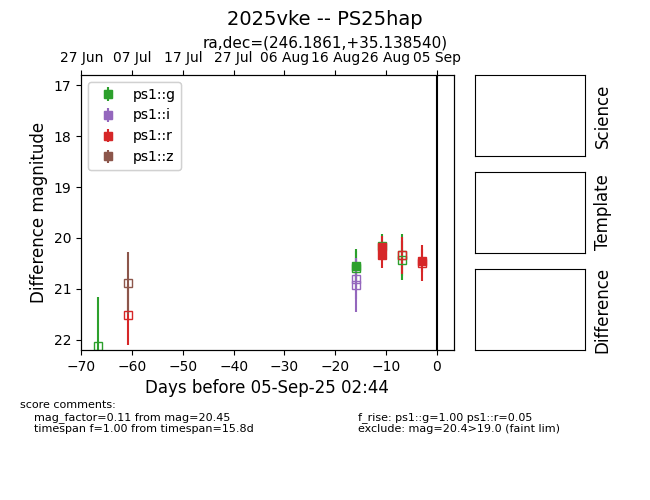 2025vke -- PS25hap
ra,dec=(246.1861,+35.138540)
27 Jun 07 Jul 17 Jul 27 Jul 06 Aug 16 Aug 26 Aug 05 Sep
17
18
19
20
21
22
Difference magnitude
ps1::g
ps1::i
ps1::r
ps1::z
−70 −60 −50 −40 −30 −20 −10 0
Days before 05-Sep-25 02:44
Science
Template
Difference
score comments:
mag_factor=0.11 from mag=20.45
timespan f=1.00 from timespan=15.8d
f_rise: ps1::g=1.00 ps1::r=0.05
exclude: mag=20.4>19.0 (faint lim)